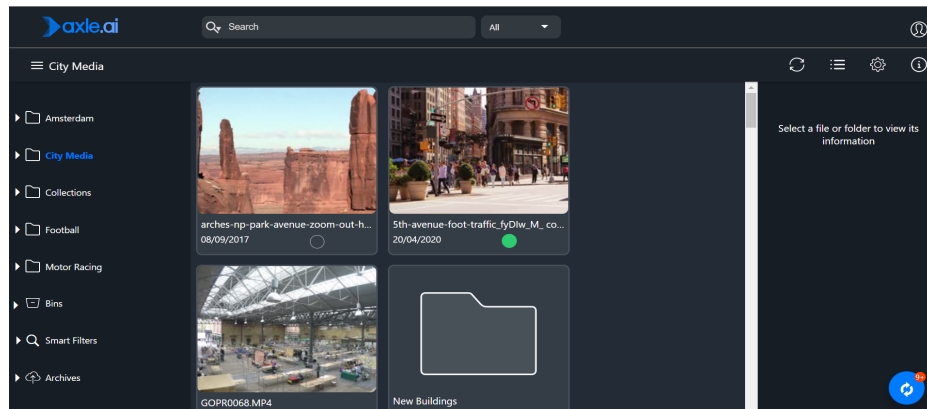 axle.ai
Search
All
City Media
Amsterdam
City Media
Collections
Football
Motor Racing
Bins
Smart Filters
Archives
arches-np-park-avenue-zoom-out-h...
08/09/2017
5th-avenue-foot-traffic_fyDlw_M_ co...
20/04/2020
GOPR0068.MP4
New Buildings
Select a file or folder to view its
information
9+